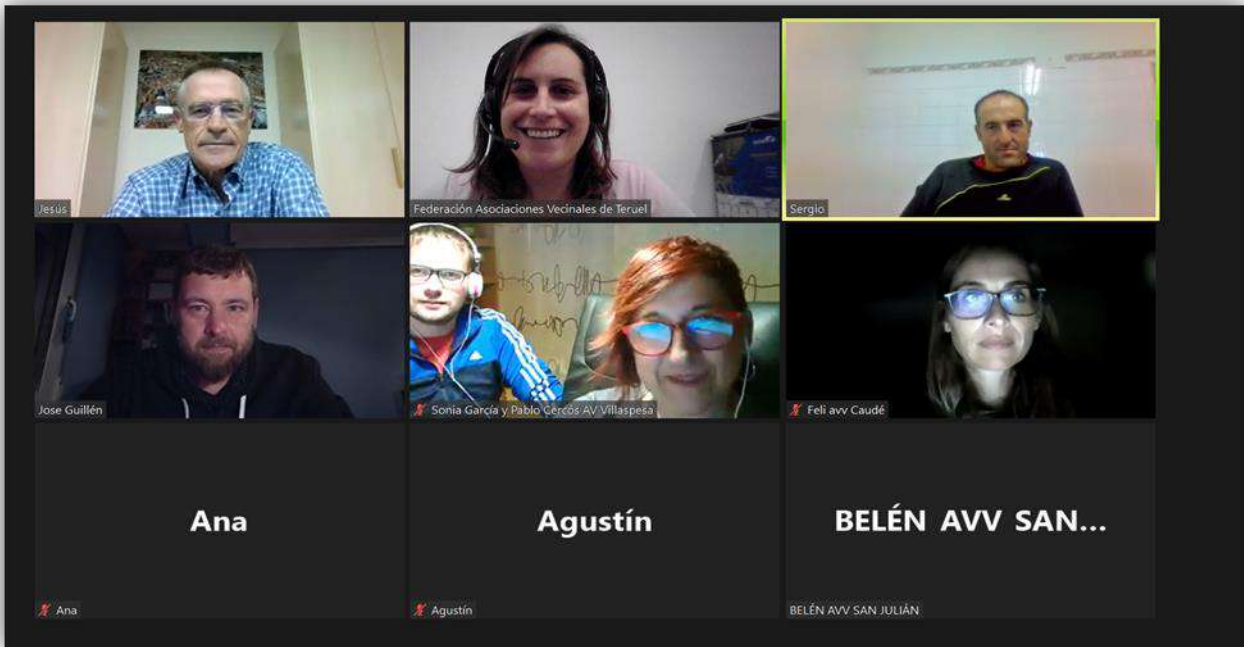 Jesús
Federación Asociaciones Vecinales de Teruel
Sergio
Jose Guillén
Sonia García y Pablo Cercós AV Villaspesa
Feli avv Caudé
Ana
Agustín
BELÉN AVV SAN...
Ana
Agustín
BELÉN AVV SAN JULIÁN